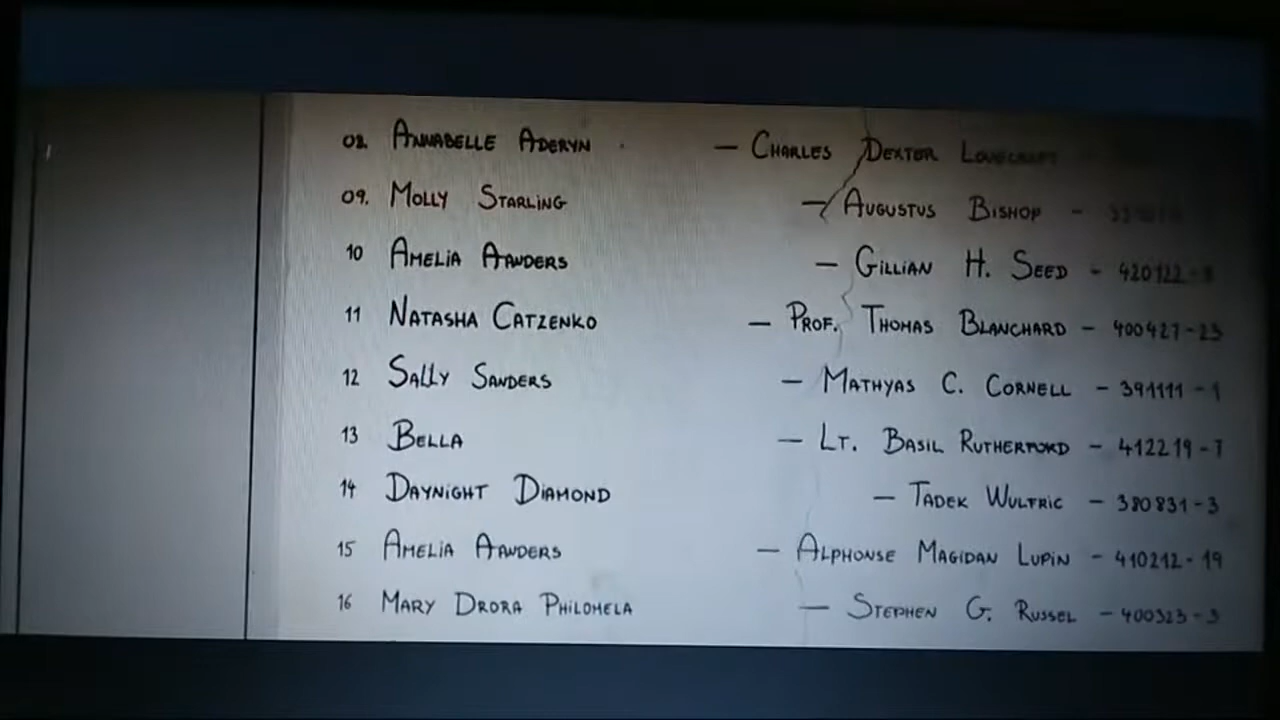 08. ANNABELLE ADERYN — CHARLES DEXTER LOVECRAFT
09. MOLLY STARLING — AUGUSTUS BISHOP -
10 AMELIA AANDERS — GILLIAN H. SEED - 420122-
11 NATASHA CATZENKO — PROF. THOMAS BLANCHARD - 400427-23
12 SALLY SANDERS — MATHYAS C. CORNELL - 391111-1
13 BELLA — LT. BASIL RUTHERFORD - 412219-7
14 DAYNIGHT DIAMOND — TADEK WULFRIC - 380831-3
15 AMELIA AANDERS — ALPHONSE MAGIDAN LUPIN - 410212-19
16 MARY DRORA PHILOMELA — STEPHEN G. RUSSEL - 400323-3